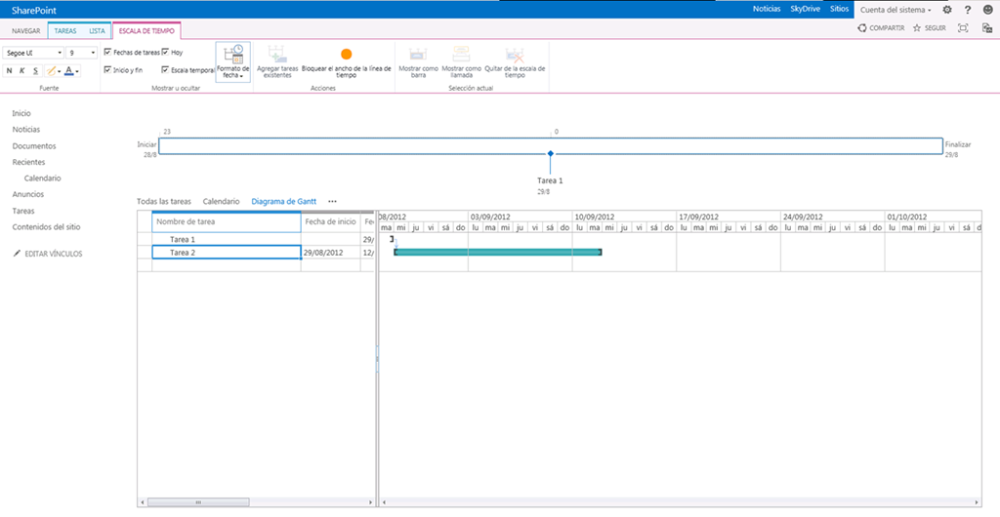 SharePoint
Noticias SkyDrive Sitios Cuenta del sistema ?
NAVEGAR TAREAS LISTA ESCALA DE TIEMPO
COMPARTIR SEGUIR
Segoe UI 9
N K S A
Fuente
Fechas de tareas Hoy
Inicio y fin Escala temporal
Mostrar u ocultar
Formato de
fecha
Agregar tareas
existentes
Bloquear el ancho de la línea de
tiempo
Acciones
Mostrar como
barra
Mostrar como
llamada
Quitar de la escala de
tiempo
Selección actual
Inicio
Noticias
Documentos
Recientes
Calendario
Anuncios
Tareas
Contenidos del sitio
EDITAR VÍNCULOS
23 0
Iniciar
28/8
Finalizar
29/8
Tarea 1
29/8
Todas las tareas Calendario Diagrama de Gantt ···
Nombre de tarea Fecha de inicio Fec
08/2012 03/09/2012 10/09/2012 17/09/2012 24/09/2012 01/10/2012
ma mi ju vi sá do lu ma mi ju vi sá do lu ma mi ju vi sá do lu ma mi ju vi sá do lu ma mi ju vi sá do lu ma mi ju vi sá d
Tarea 1 29/
Tarea 2 29/08/2012 12/